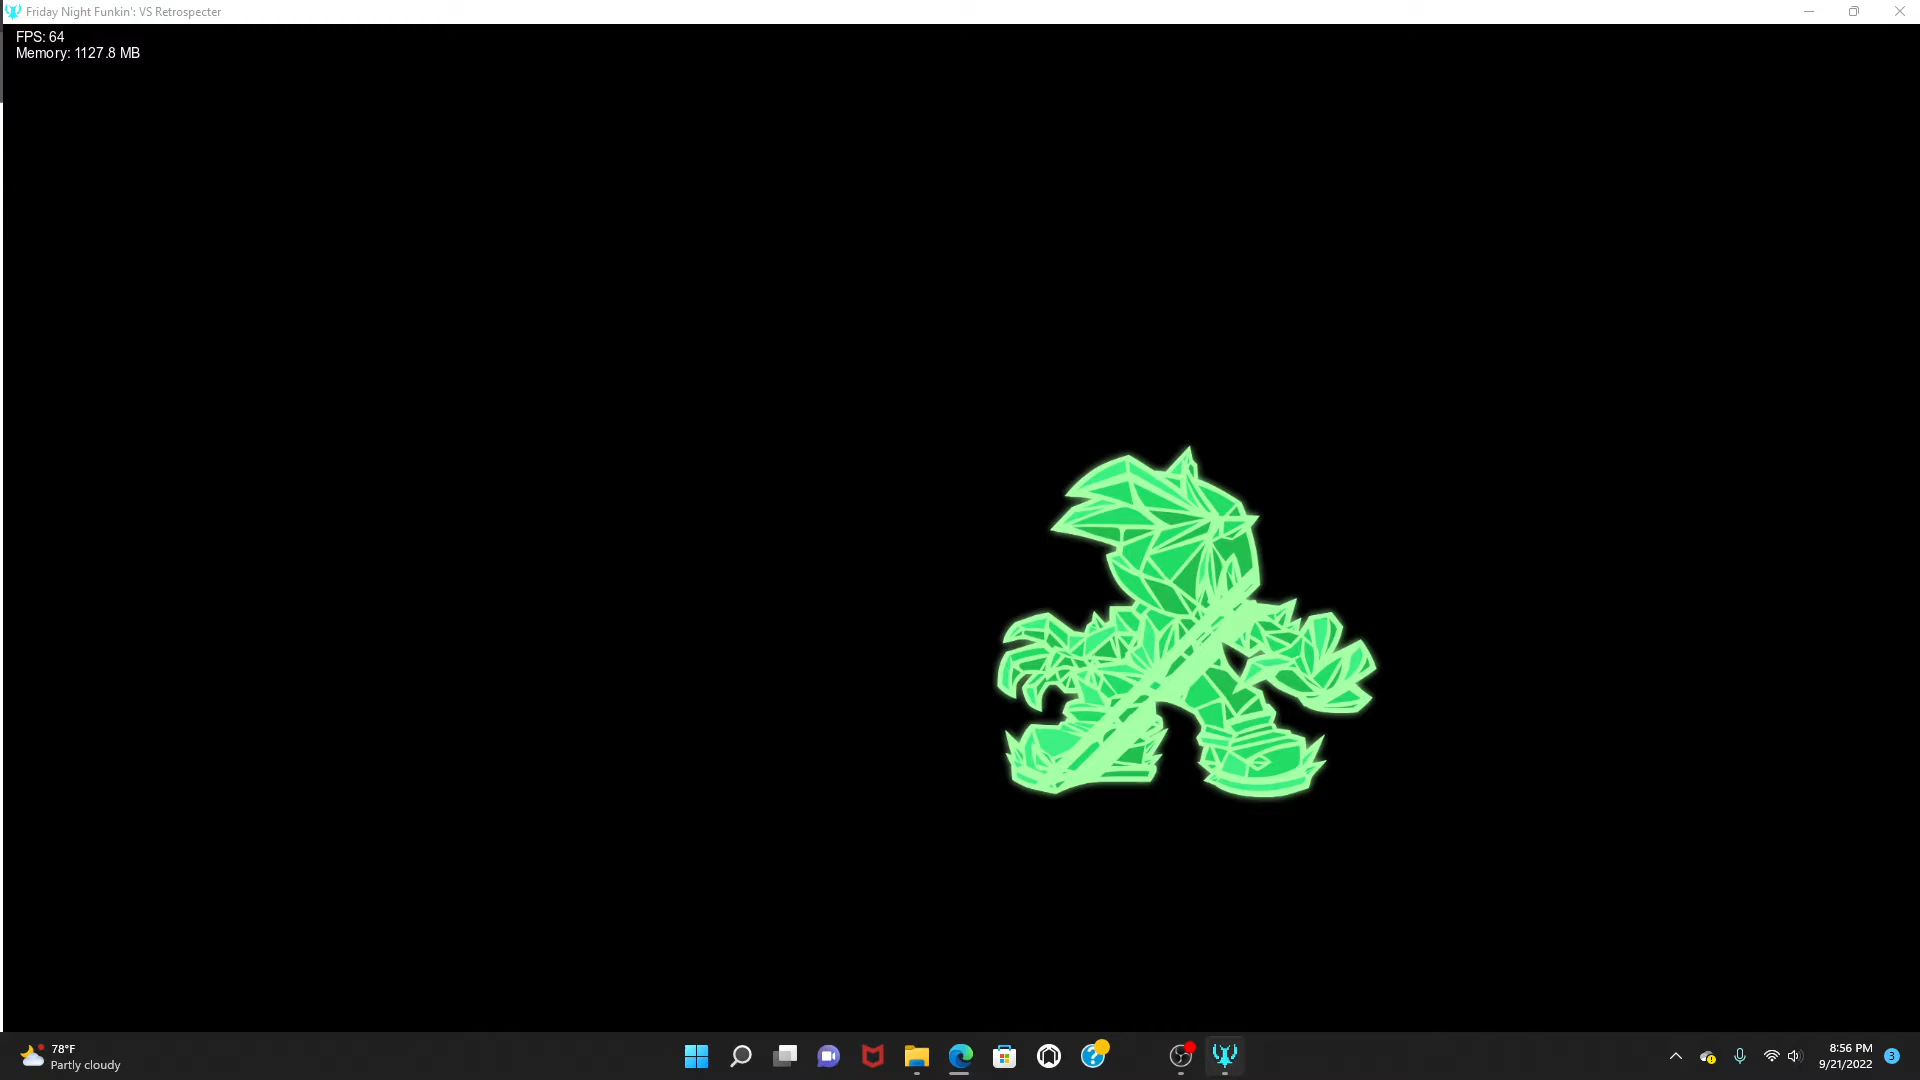 Friday Night Funkin': VS Retrospecter
FPS: 64
Memory: 1127.8 MB
78°F
Partly cloudy
8:56 PM
9/21/2022
3